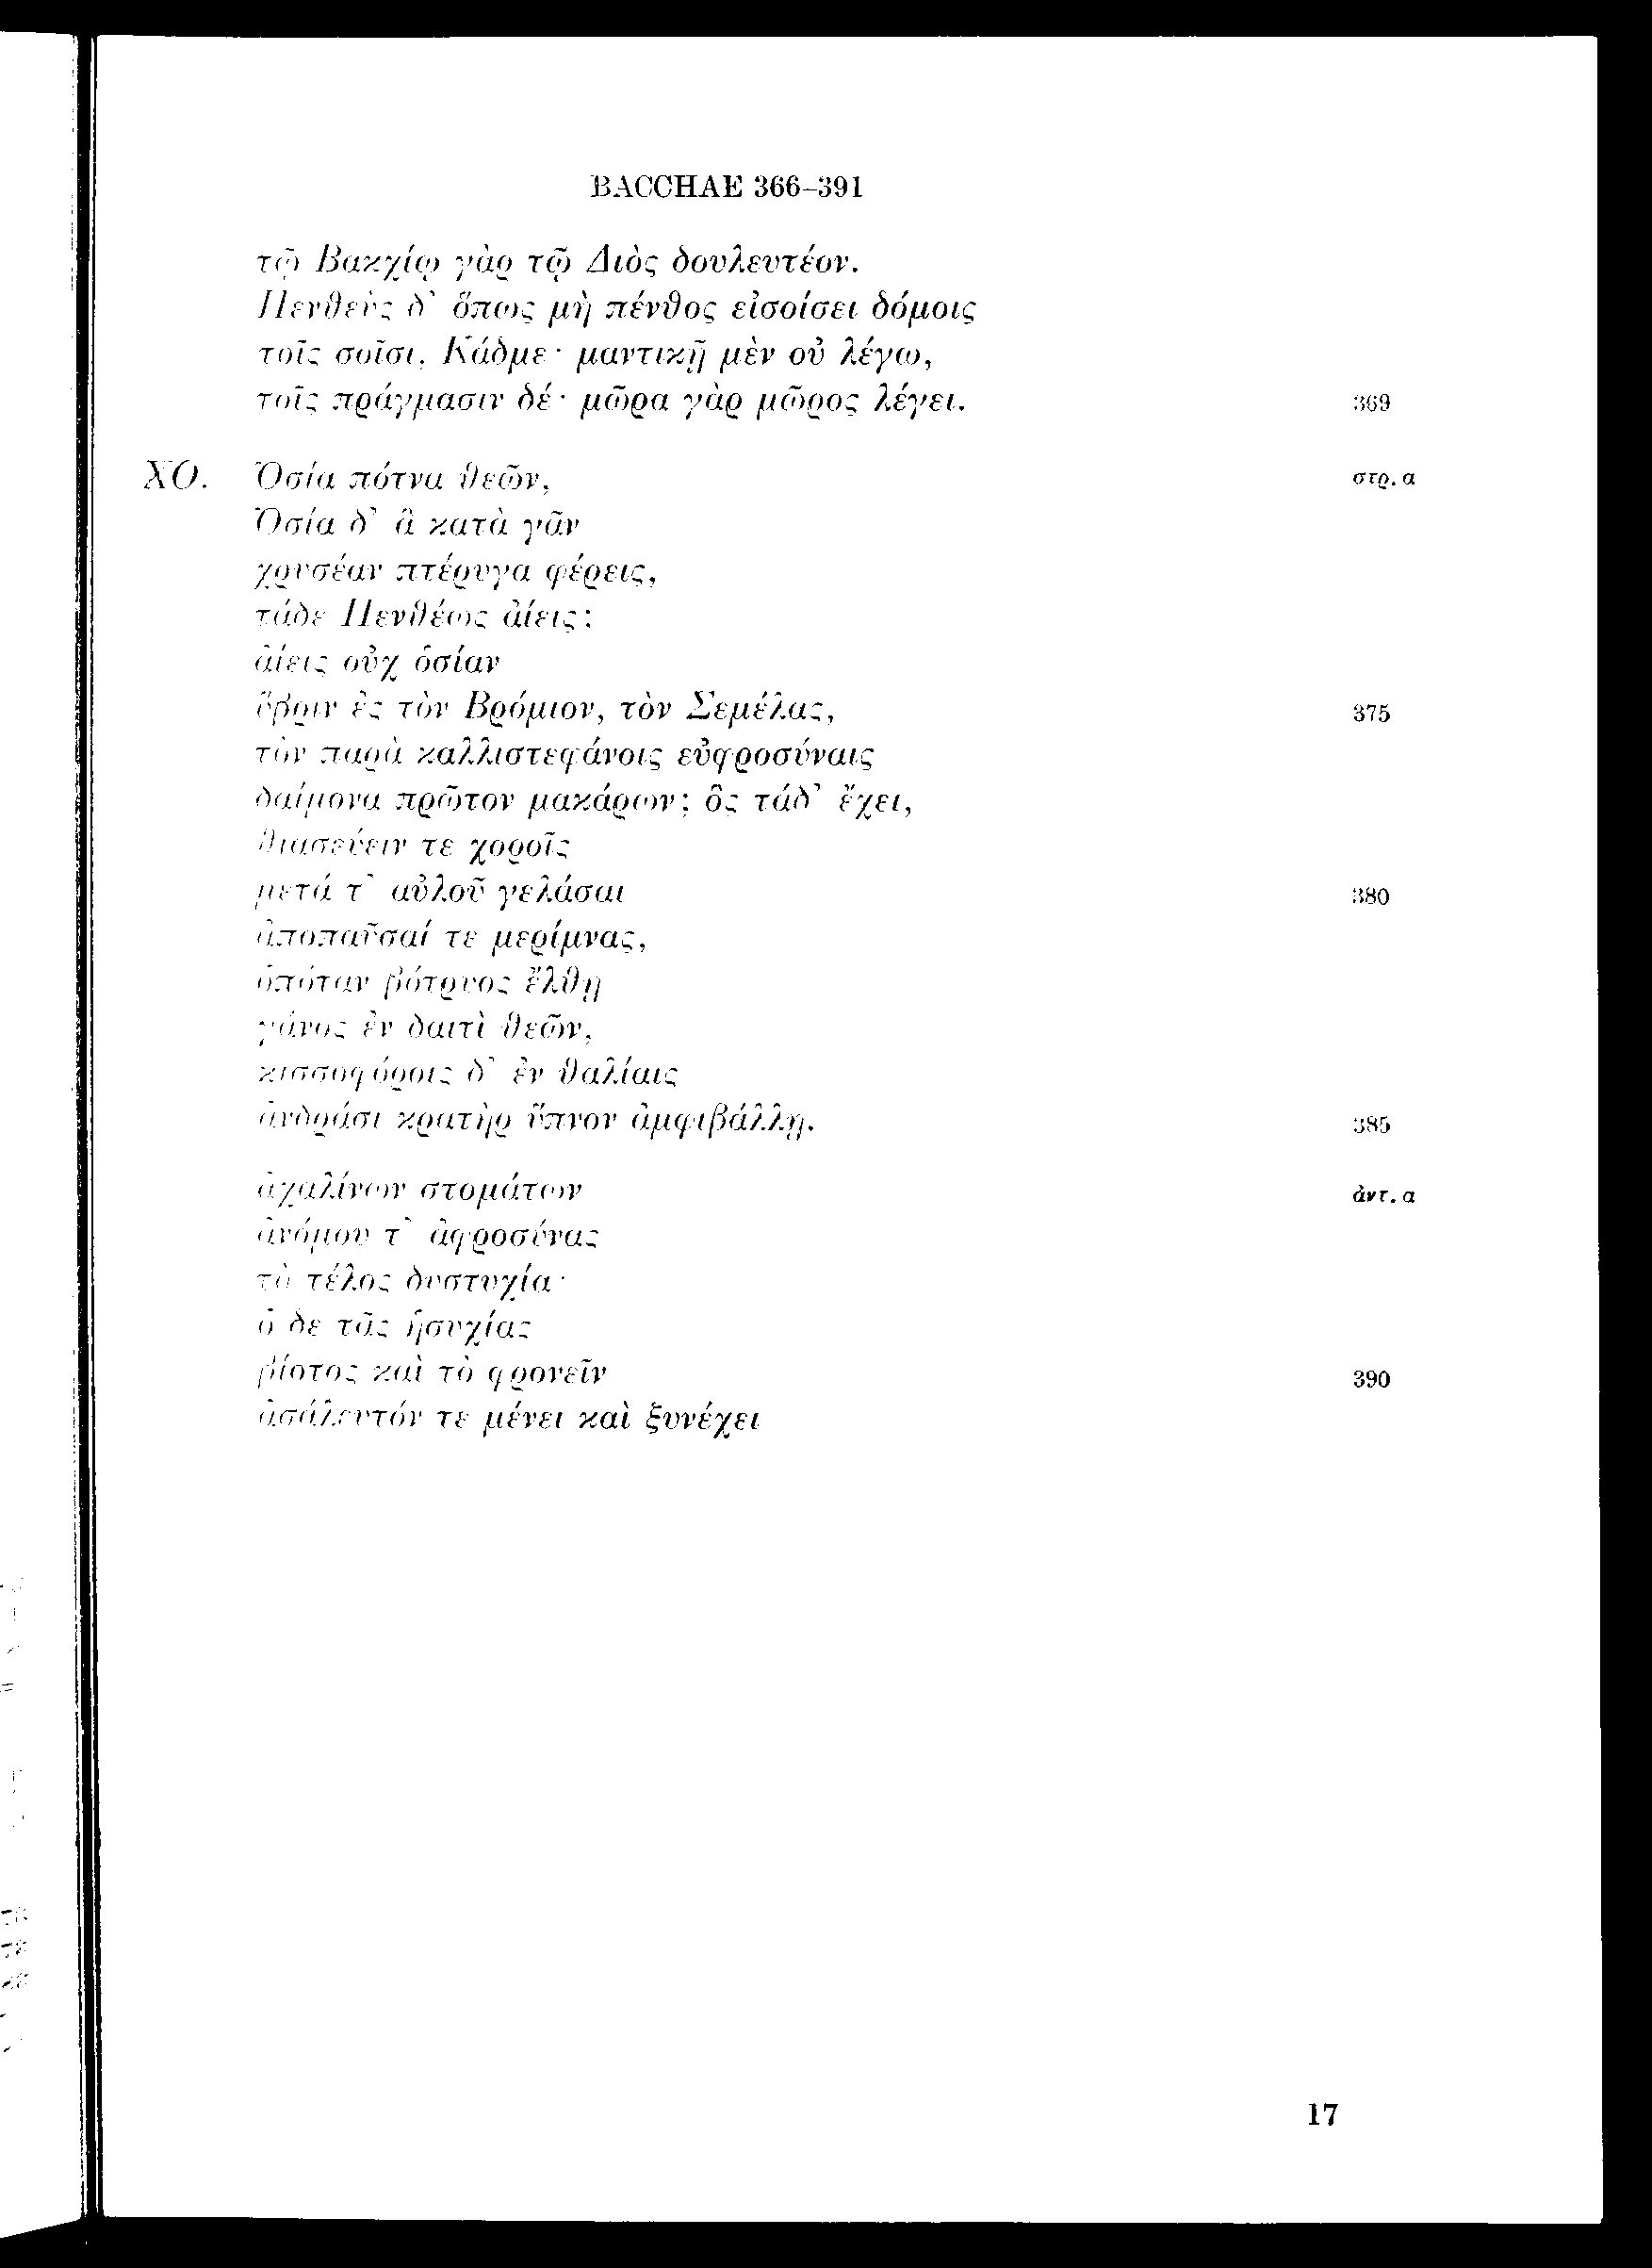 BACCHAE 366–391
τῷ Βακχίῳ γὰρ τῷ Διὸς δουλευτέον.
Πενθεὺς δ’ ὅπως μὴ πένθος εἰσοίσει δόμοις
τοῖς σοῖσι, Κάδμε· μαντικῇ μὲν οὐ λέγω,
τοῖς πράγμασιν δέ· μῶρα γὰρ μῶρος λέγει. 369
ΧΟ. Ὁσία πότνα θεῶν, στρ. α
Ὁσία δ’ ἃ κατὰ γᾶν
χρυσέαν πτέρυγα φέρεις,
τάδε Πενθέως ἀίεις;
ἀίεις οὐχ ὁσίαν
ὕβριν ἐς τὸν Βρόμιον, τὸν Σεμέλας, 375
τὸν παρὰ καλλιστεφάνοις εὐφροσύναις
δαίμονα πρῶτον μακάρων; ὃς τάδ’ ἔχει,
θιασεύειν τε χοροῖς
μετά τ’ αὐλοῦ γελάσαι 380
ἀποπαῦσαί τε μερίμνας,
ὁπόταν βότρυος ἔλθῃ
γάνος ἐν δαιτὶ θεῶν,
κισσοφόροις δ’ ἐν θαλίαις
ἀνδράσι κρατὴρ ὕπνον ἀμφιβάλλῃ. 385
ἀχαλίνων στομάτων ἀντ. α
ἀνόμου τ’ ἀφροσύνας
τὸ τέλος δυστυχία·
ὁ δὲ τᾶς ἡσυχίας
βίοτος καὶ τὸ φρονεῖν 390
ἀσάλευτόν τε μένει καὶ ξυνέχει
17